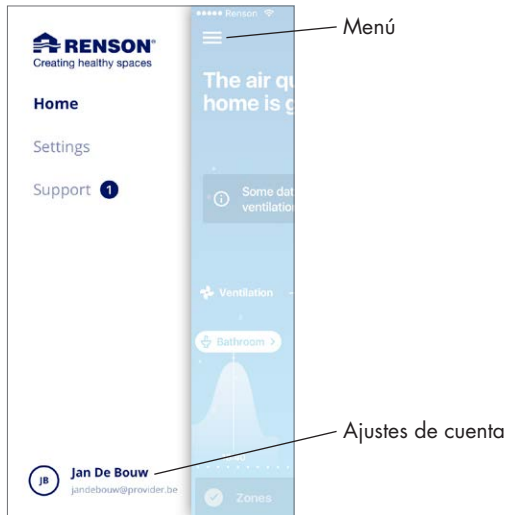 RENSON®
Creating healthy spaces
Home
Settings
Support 1
JB
Jan De Bouw
jandebouw@provider.be
Renson
The air qu
home is g
Some dat
ventilation
Ventilation
Bathroom >
Zones
Menú
Ajustes de cuenta